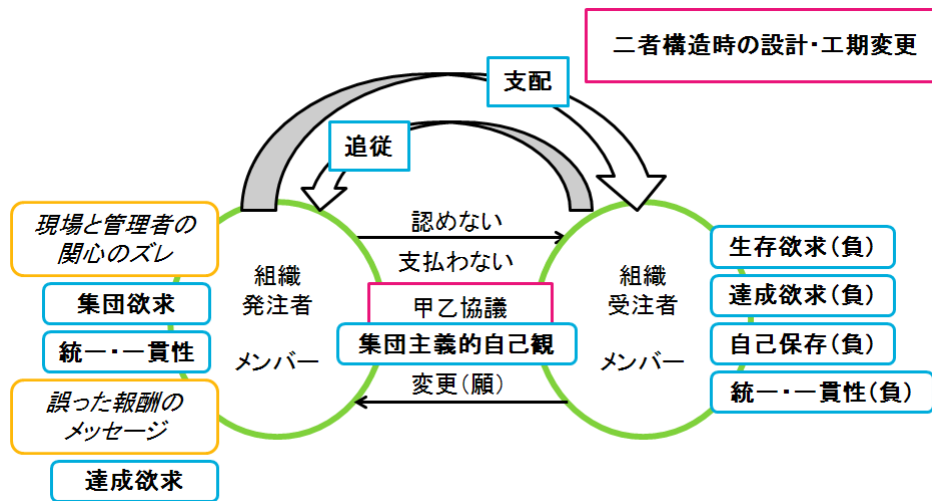 二者構造時の設計・工期変更
支配
追従
現場と管理者の
関心のズレ
集団欲求
統一・一貫性
誤った報酬の
メッセージ
達成欲求
組織
発注者
メンバー
認めない
支払わない
甲乙協議
集団主義的自己観
変更(願)
組織
受注者
メンバー
生存欲求(負)
達成欲求(負)
自己保存(負)
統一・一貫性(負)